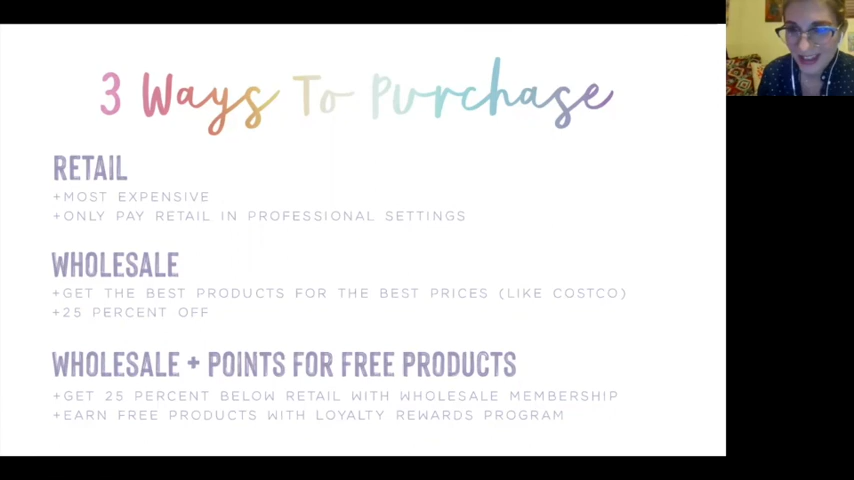 3 Ways To Purchase
RETAIL
+MOST EXPENSIVE
+ONLY PAY RETAIL IN PROFESSIONAL SETTINGS
WHOLESALE
+GET THE BEST PRODUCTS FOR THE BEST PRICES (LIKE COSTCO)
+25 PERCENT OFF
WHOLESALE + POINTS FOR FREE PRODUCTS
+GET 25 PERCENT BELOW RETAIL WITH WHOLESALE MEMBERSHIP
+EARN FREE PRODUCTS WITH LOYALTY REWARDS PROGRAM